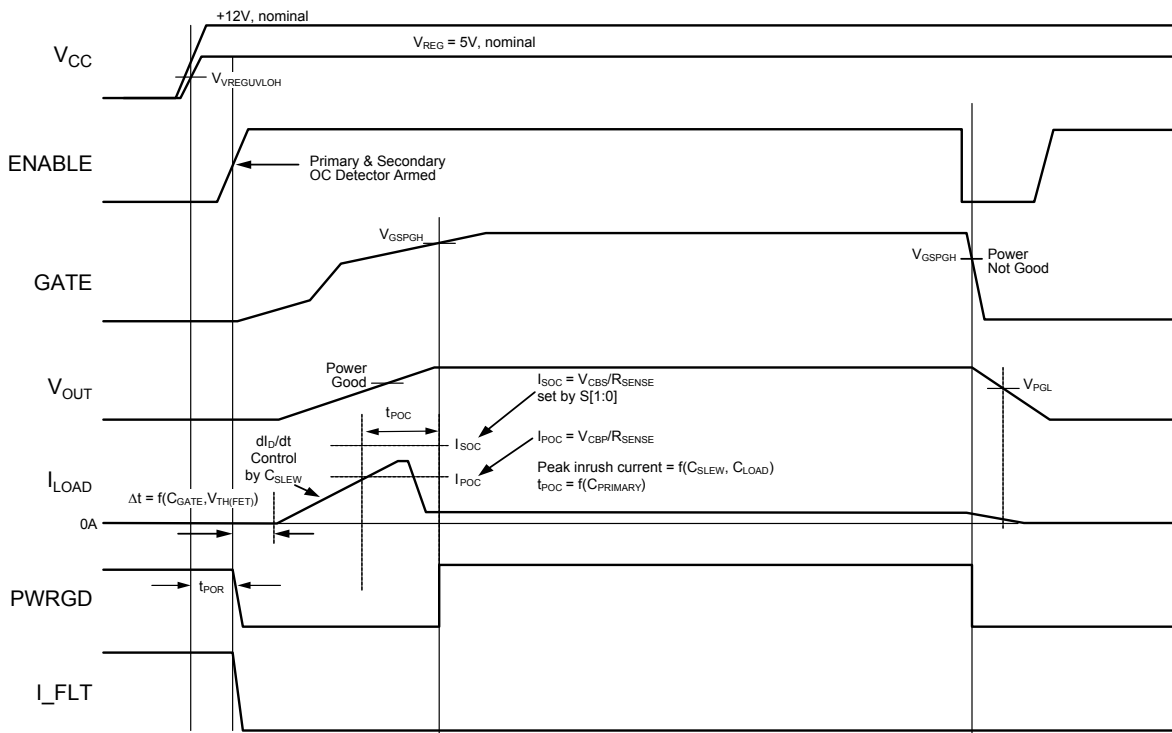 +12V, nominal
V_REG = 5V, nominal
V_CC
V_VREGUVLOH
ENABLE
Primary & Secondary
OC Detector Armed
V_GSPGH
V_GSPGH
Power
Not Good
GATE
Power
Good
V_OUT
V_PGL
I_SOC = V_CBS/R_SENSE
set by S[1:0]
t_POC
dI_D/dt
Control
by C_SLEW
I_SOC
I_POC = V_CBP/R_SENSE
I_LOAD
I_POC
Peak inrush current = f(C_SLEW, C_LOAD)
t_POC = f(C_PRIMARY)
Δt = f(C_GATE,V_TH(FET))
0A
t_POR
PWRGD
I_FLT